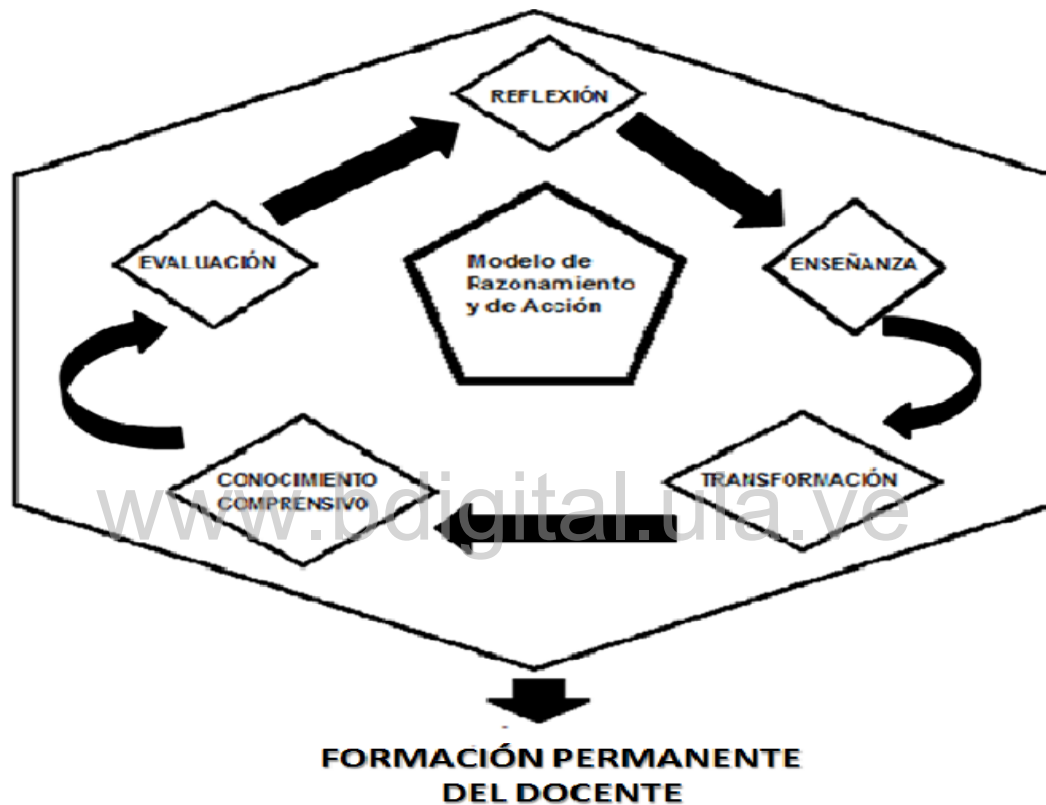 REFLEXIÓN
EVALUACIÓN
ENSEÑANZA
Modelo de
Razonamiento
y de Acción
CONOCIMIENTO
COMPRENSIVO
TRANSFORMACIÓN
www.bdigital.ula.ve
FORMACIÓN PERMANENTE
DEL DOCENTE